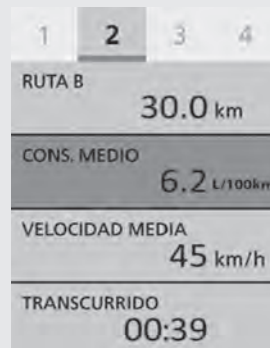 1 2 3 4
RUTA B
30.0 km
CONS. MEDIO
6.2 L/100km
VELOCIDAD MEDIA
45 km/h
TRANSCURRIDO
00:39